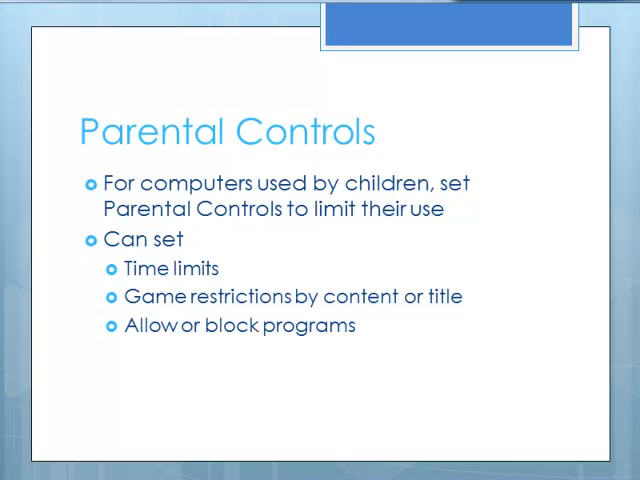 Parental Controls
For computers used by children, set
Parental Controls to limit their use
Can set
Time limits
Game restrictions by content or title
Allow or block programs